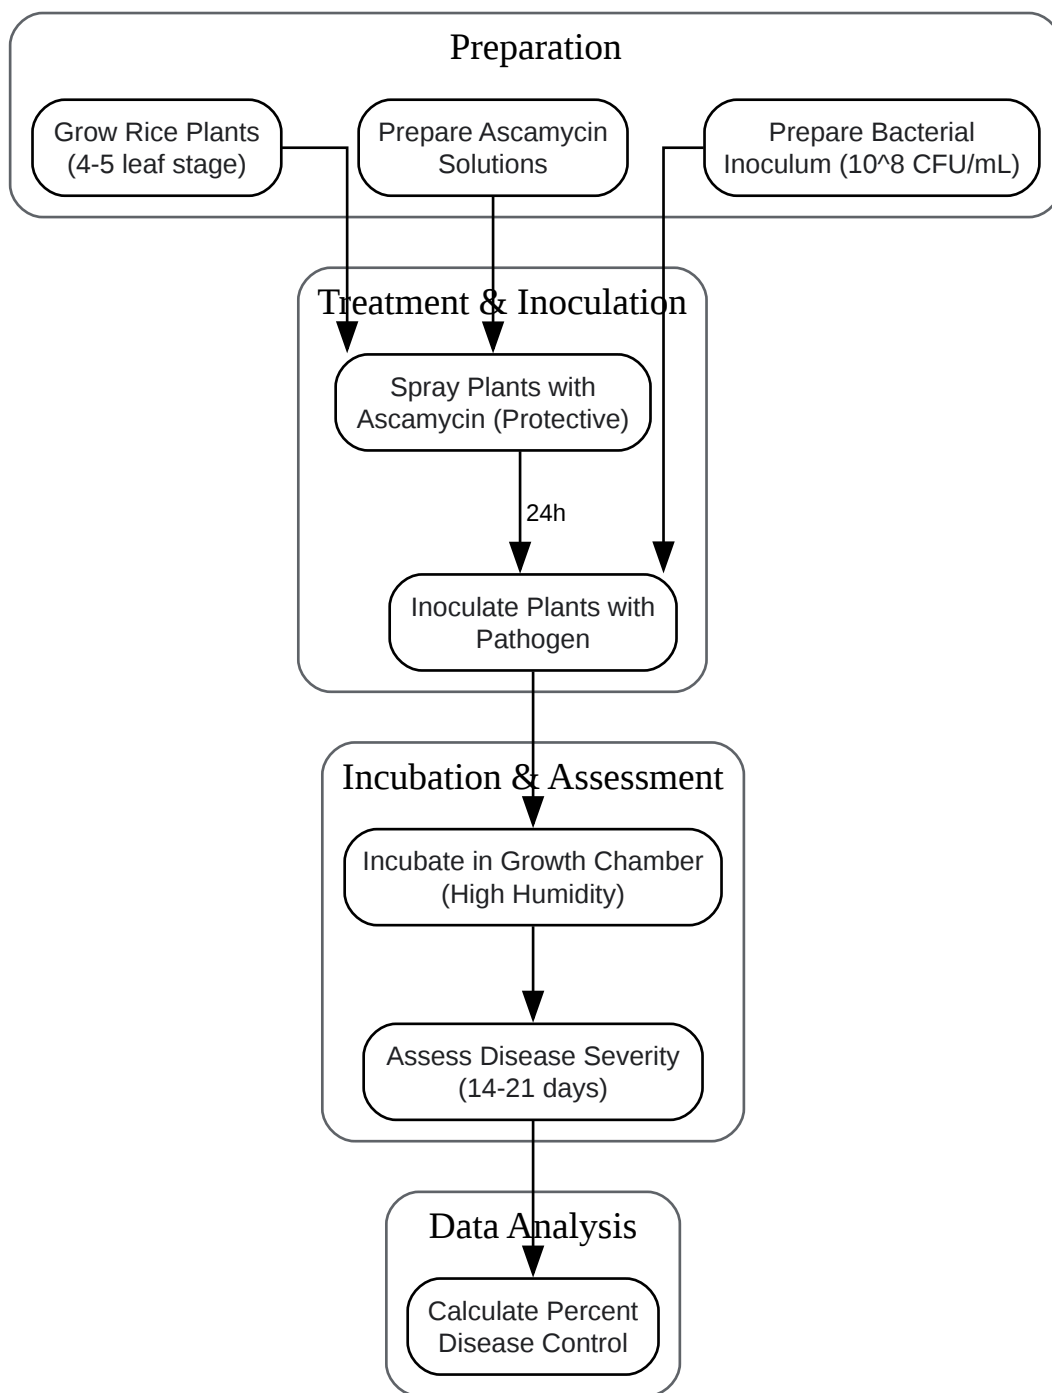 Preparation
Grow Rice Plants
(4-5 leaf stage)
Prepare Ascamycin
Solutions
Prepare Bacterial
Inoculum (10^8 CFU/mL)
Treatment & Inoculation
Spray Plants with
Ascamycin (Protective)
24h
Inoculate Plants with
Pathogen
Incubation & Assessment
Incubate in Growth Chamber
(High Humidity)
Assess Disease Severity
(14-21 days)
Data Analysis
Calculate Percent
Disease Control